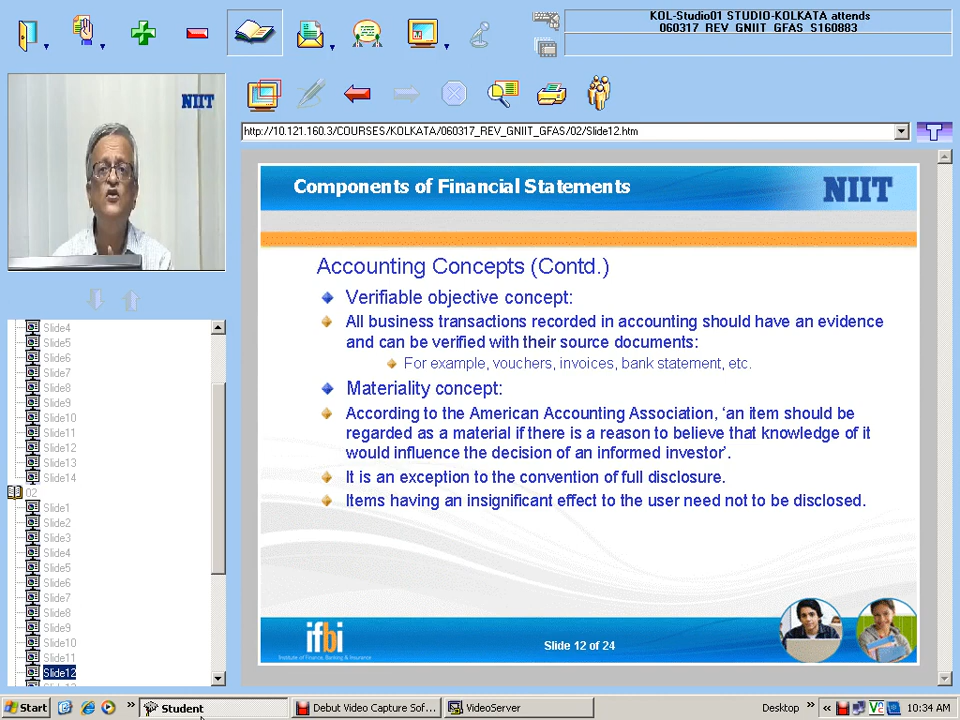 KOL-Studio01 STUDIO-KOLKATA attends
060317_REV_GNIIT_GFAS_S160883
NIIT
http://10.121.160.3/COURSES/KOLKATA/060317_REV_GNIIT_GFAS/02/Slide12.htm
T
Components of Financial Statements
NIIT
Accounting Concepts (Contd.)
Verifiable objective concept:
All business transactions recorded in accounting should have an evidence
and can be verified with their source documents:
For example, vouchers, invoices, bank statement, etc.
Materiality concept:
According to the American Accounting Association, ‘an item should be
regarded as a material if there is a reason to believe that knowledge of it
would influence the decision of an informed investor’.
It is an exception to the convention of full disclosure.
Items having an insignificant effect to the user need not to be disclosed.
ifbi
Institute of Finance, Banking & Insurance
Slide 12 of 24
Slide4
Slide5
Slide6
Slide7
Slide8
Slide9
Slide10
Slide11
Slide12
Slide13
Slide14
02
Slide1
Slide2
Slide3
Slide4
Slide5
Slide6
Slide7
Slide8
Slide9
Slide10
Slide11
Slide12
Start
Student
Debut Video Capture Sof...
VideoServer
Desktop
10:34 AM